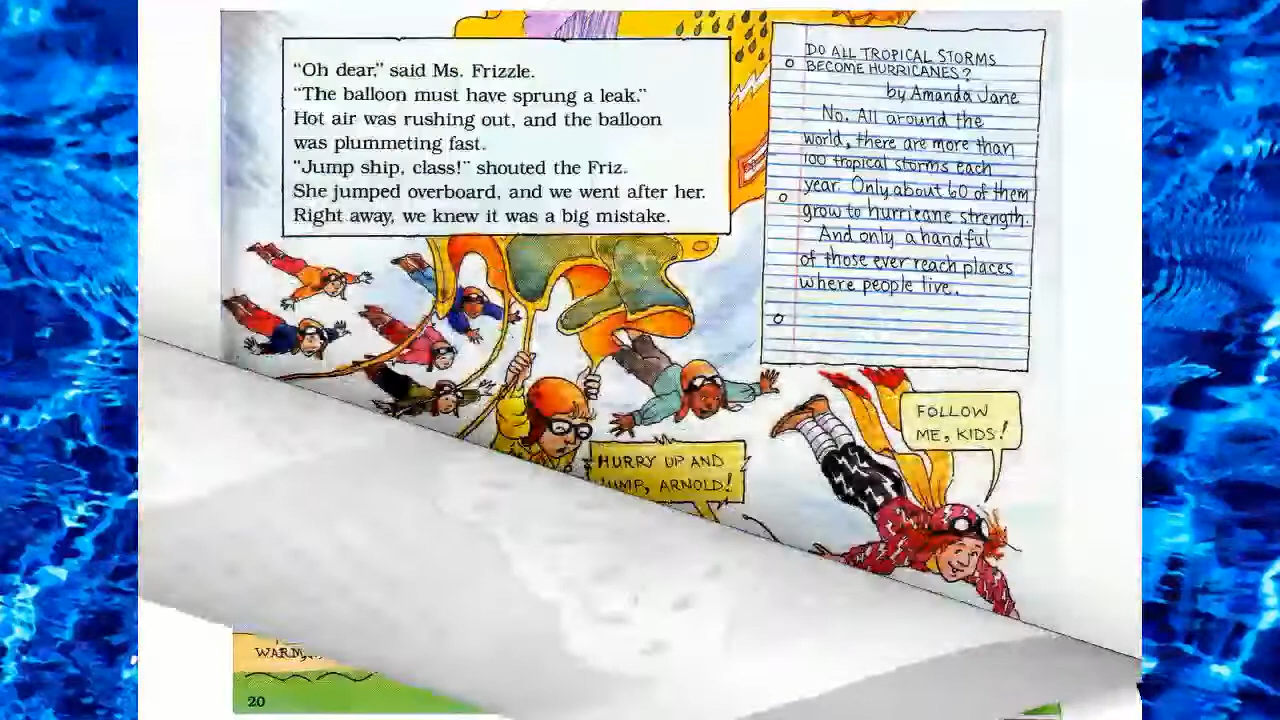 “Oh dear,” said Ms. Frizzle.
“The balloon must have sprung a leak.”
Hot air was rushing out, and the balloon
was plummeting fast.
“Jump ship, class!” shouted the Friz.
She jumped overboard, and we went after her.
Right away, we knew it was a big mistake.
DO ALL TROPICAL STORMS
BECOME HURRICANES?
by Amanda Jane
No. All around the
world, there are more than
100 tropical storms each
year. Only about 60 of them
grow to hurricane strength.
And only a handful
of those ever reach places
where people live.
FOLLOW
ME, KIDS!
HURRY UP AND
JUMP, ARNOLD!
WARM,
20